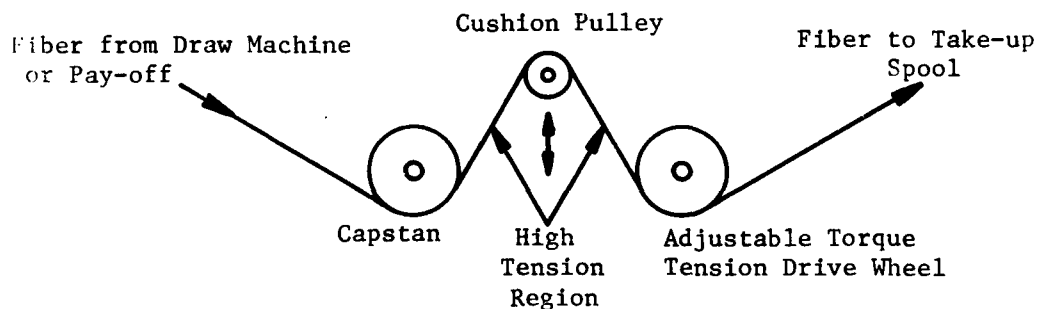 Cushion Pulley
Fiber from Draw Machine
or Pay-off
Fiber to Take-up
Spool
Capstan
High
Tension
Region
Adjustable Torque
Tension Drive Wheel